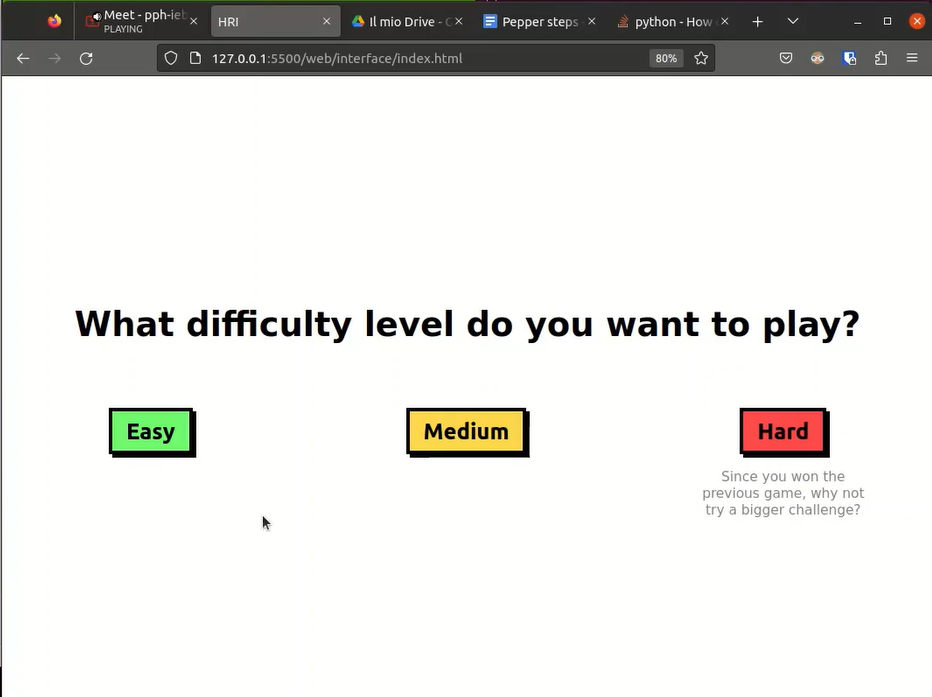 Meet - pph-ieb
PLAYING
HRI
Il mio Drive - G
Pepper steps -
python - How
127.0.0.1:5500/web/interface/index.html
80%
What difficulty level do you want to play?
Easy
Medium
Hard
Since you won the
previous game, why not
try a bigger challenge?